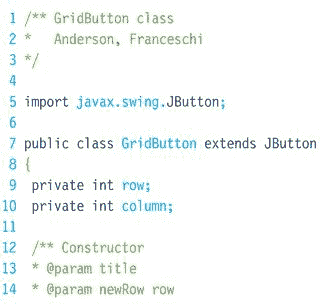 1 /** GridButton class
2 *   Anderson, Franceschi
3 */
4
5 import javax.swing.JButton;
6
7 public class GridButton extends JButton
8 {
9  private int row;
10  private int column;
11
12  /** Constructor
13  * @param title
14  * @param newRow row